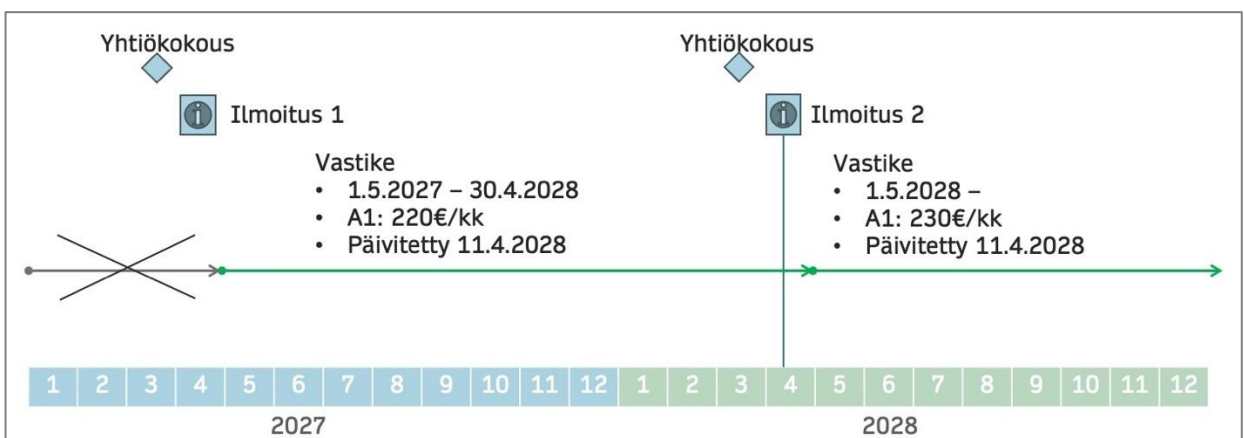 Yhtiökokous
Ilmoitus 1
Vastike
• 1.5.2027 – 30.4.2028
• A1: 220€/kk
• Päivitetty 11.4.2028
Yhtiökokous
Ilmoitus 2
Vastike
• 1.5.2028 –
• A1: 230€/kk
• Päivitetty 11.4.2028
1 2 3 4 5 6 7 8 9 10 11 12 1 2 3 4 5 6 7 8 9 10 11 12
2027 2028